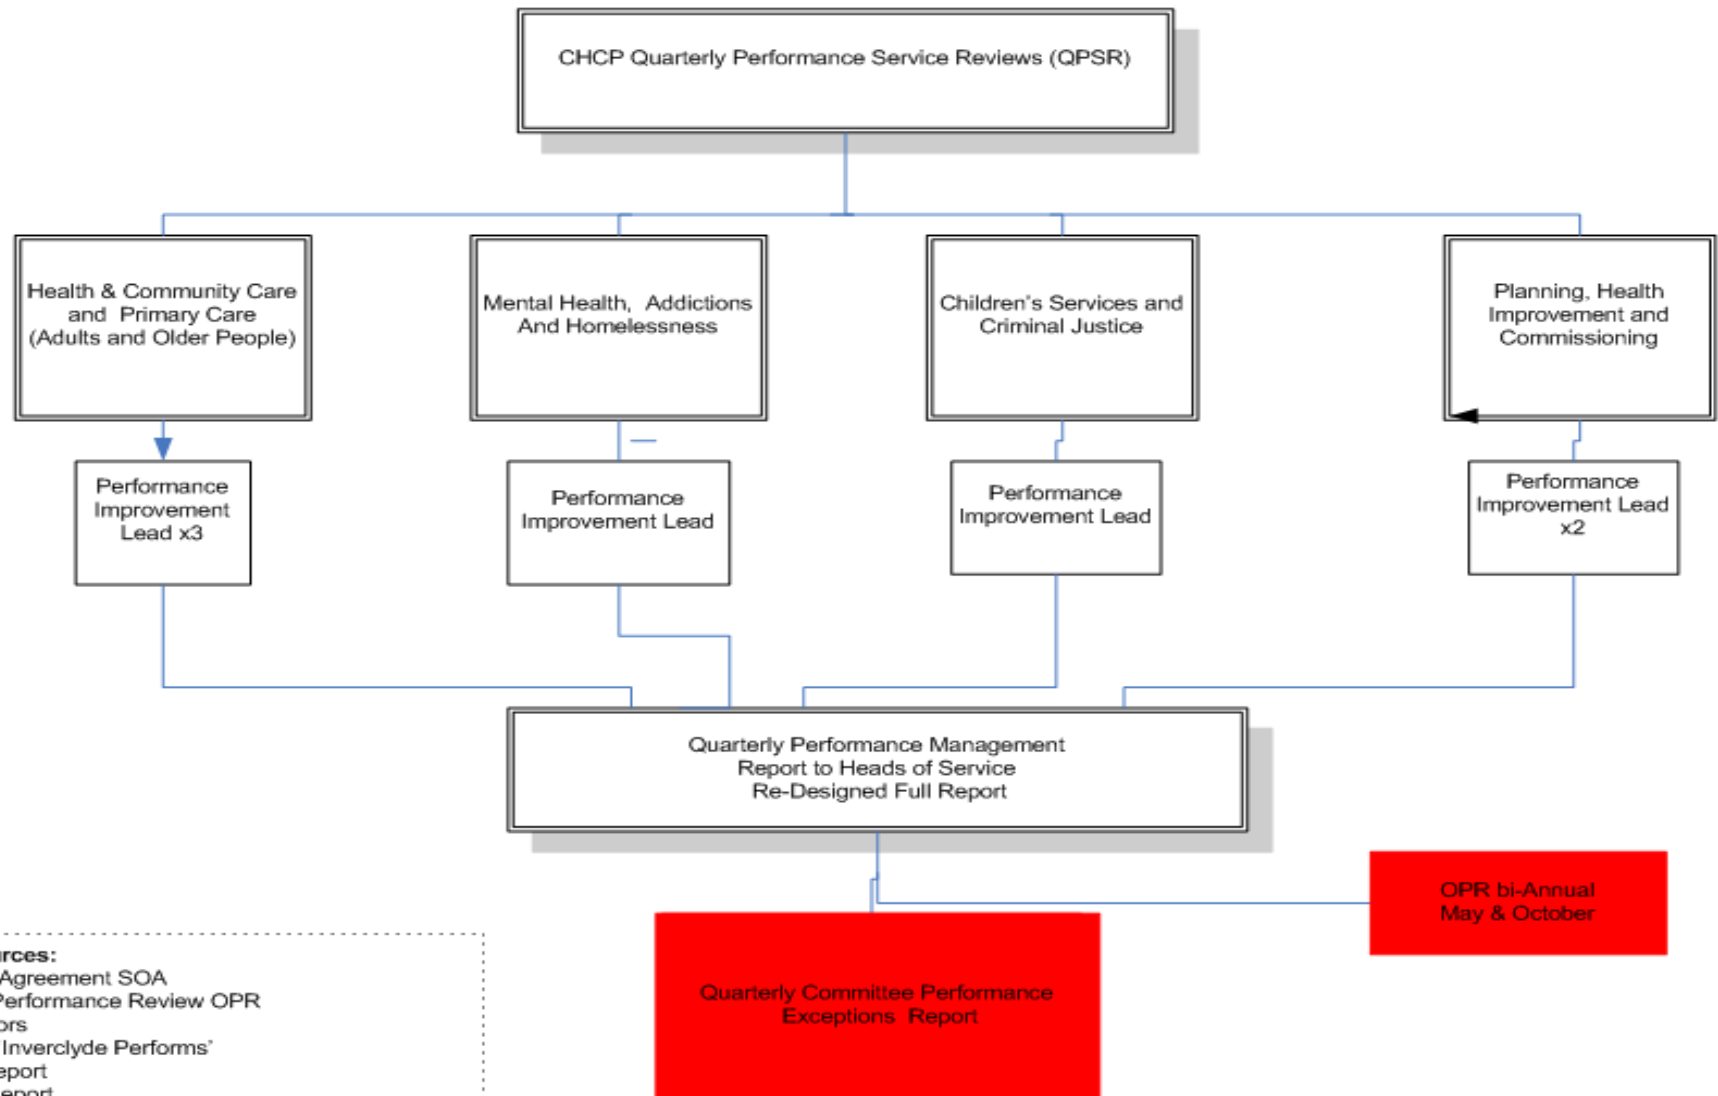 CHCP Quarterly Performance Service Reviews (QPSR)
Health & Community Care
and Primary Care
(Adults and Older People)
Mental Health, Addictions
And Homelessness
Children's Services and
Criminal Justice
Planning, Health
Improvement and
Commissioning
Performance
Improvement
Lead x3
Performance
Improvement Lead
Performance
Improvement Lead
Performance
Improvement Lead
x2
Quarterly Performance Management
Report to Heads of Service
Re-Designed Full Report
OPR bi-Annual
May & October
Quarterly Committee Performance
Exceptions Report
Agreement SOA
Performance Review OPR
'Inverclyde Performs'